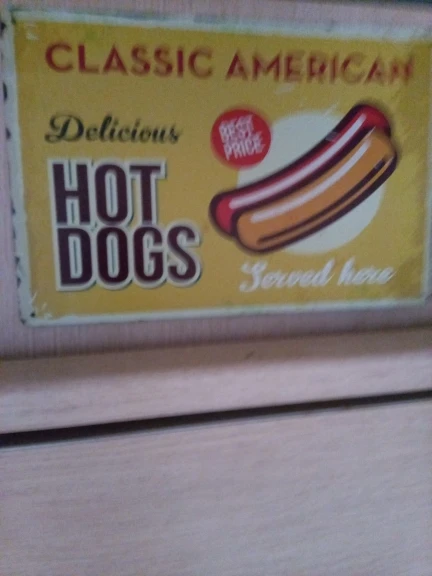 CLASSIC AMERICAN
Delicious
BEST
PRICE
HOT
DOGS
Served here